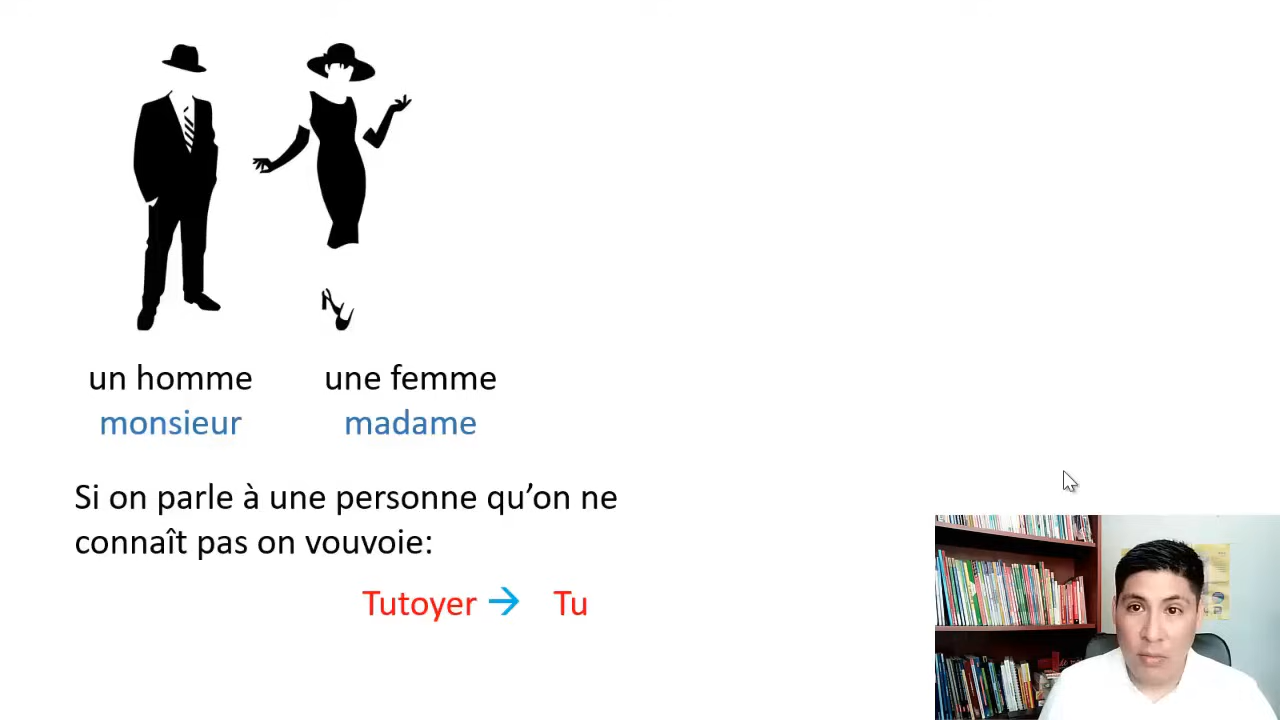 un homme
une femme
monsieur
madame
Si on parle à une personne qu’on ne
connaît pas on vouvoie:
Tutoyer → Tu